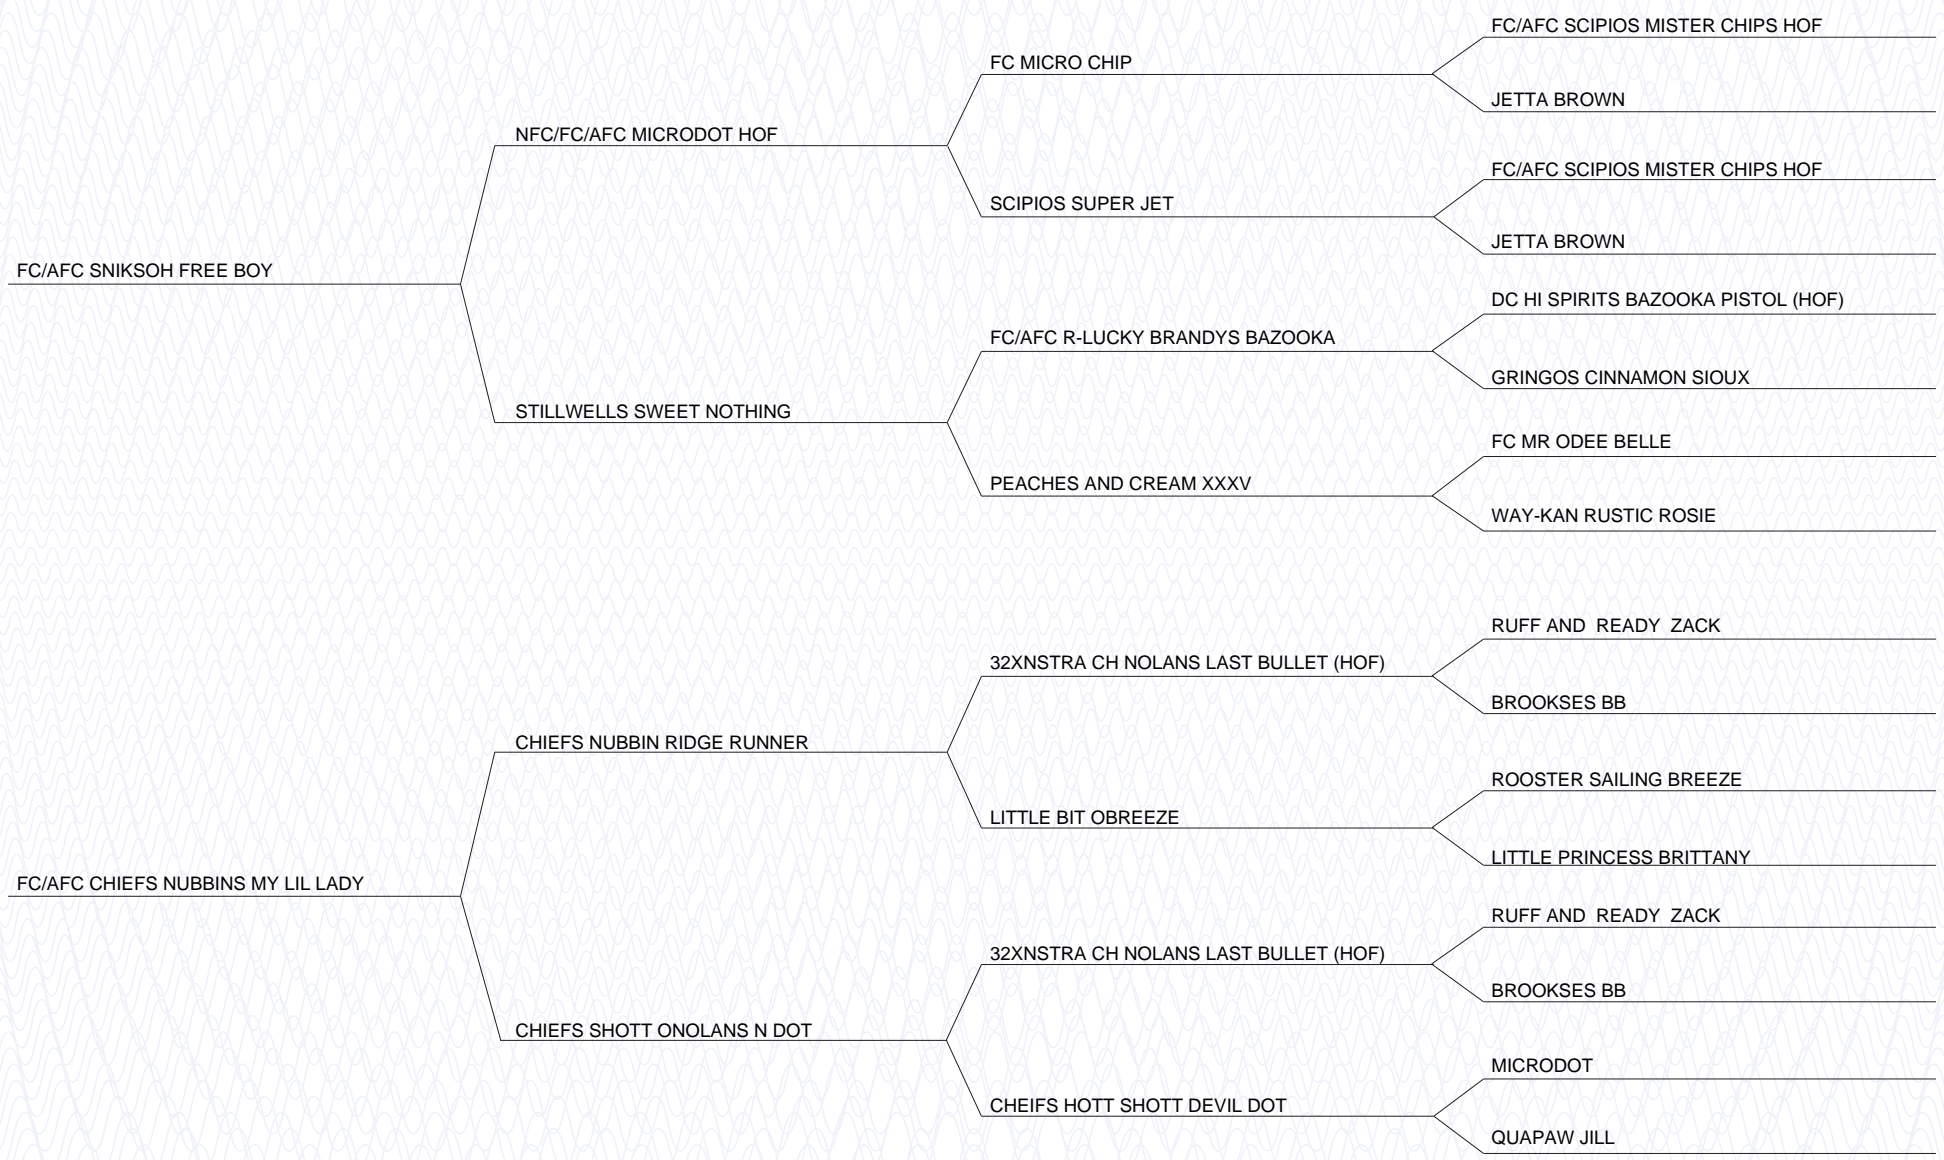 FC/AFC SCIPIOS MISTER CHIPS HOF
FC MICRO CHIP
JETTA BROWN
NFC/FC/AFC MICRODOT HOF
FC/AFC SCIPIOS MISTER CHIPS HOF
SCIPIOS SUPER JET
JETTA BROWN
FC/AFC SNIKSOH FREE BOY
DC HI SPIRITS BAZOOKA PISTOL (HOF)
FC/AFC R-LUCKY BRANDYS BAZOOKA
GRINGOS CINNAMON SIOUX
STILLWELLS SWEET NOTHING
FC MR ODEE BELLE
PEACHES AND CREAM XXXV
WAY-KAN RUSTIC ROSIE
RUFF AND  READY  ZACK
32XNSTRA CH NOLANS LAST BULLET (HOF)
BROOKSES BB
CHIEFS NUBBIN RIDGE RUNNER
ROOSTER SAILING BREEZE
LITTLE BIT OBREEZE
LITTLE PRINCESS BRITTANY
FC/AFC CHIEFS NUBBINS MY LIL LADY
RUFF AND  READY  ZACK
32XNSTRA CH NOLANS LAST BULLET (HOF)
BROOKSES BB
CHIEFS SHOTT ONOLANS N DOT
MICRODOT
CHEIFS HOTT SHOTT DEVIL DOT
QUAPAW JILL